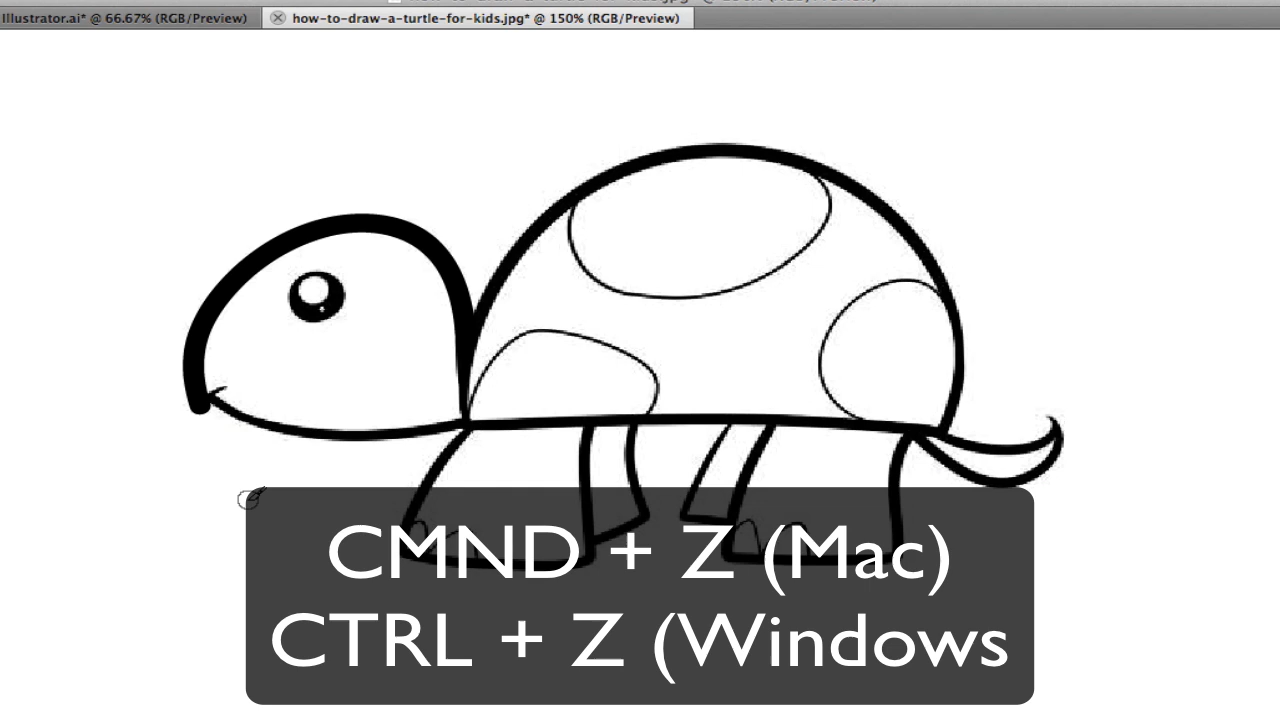 Illustrator.ai* @ 66.67% (RGB/Preview)
how-to-draw-a-turtle-for-kids.jpg* @ 150% (RGB/Preview)
CMND + Z (Mac)
CTRL + Z (Windows